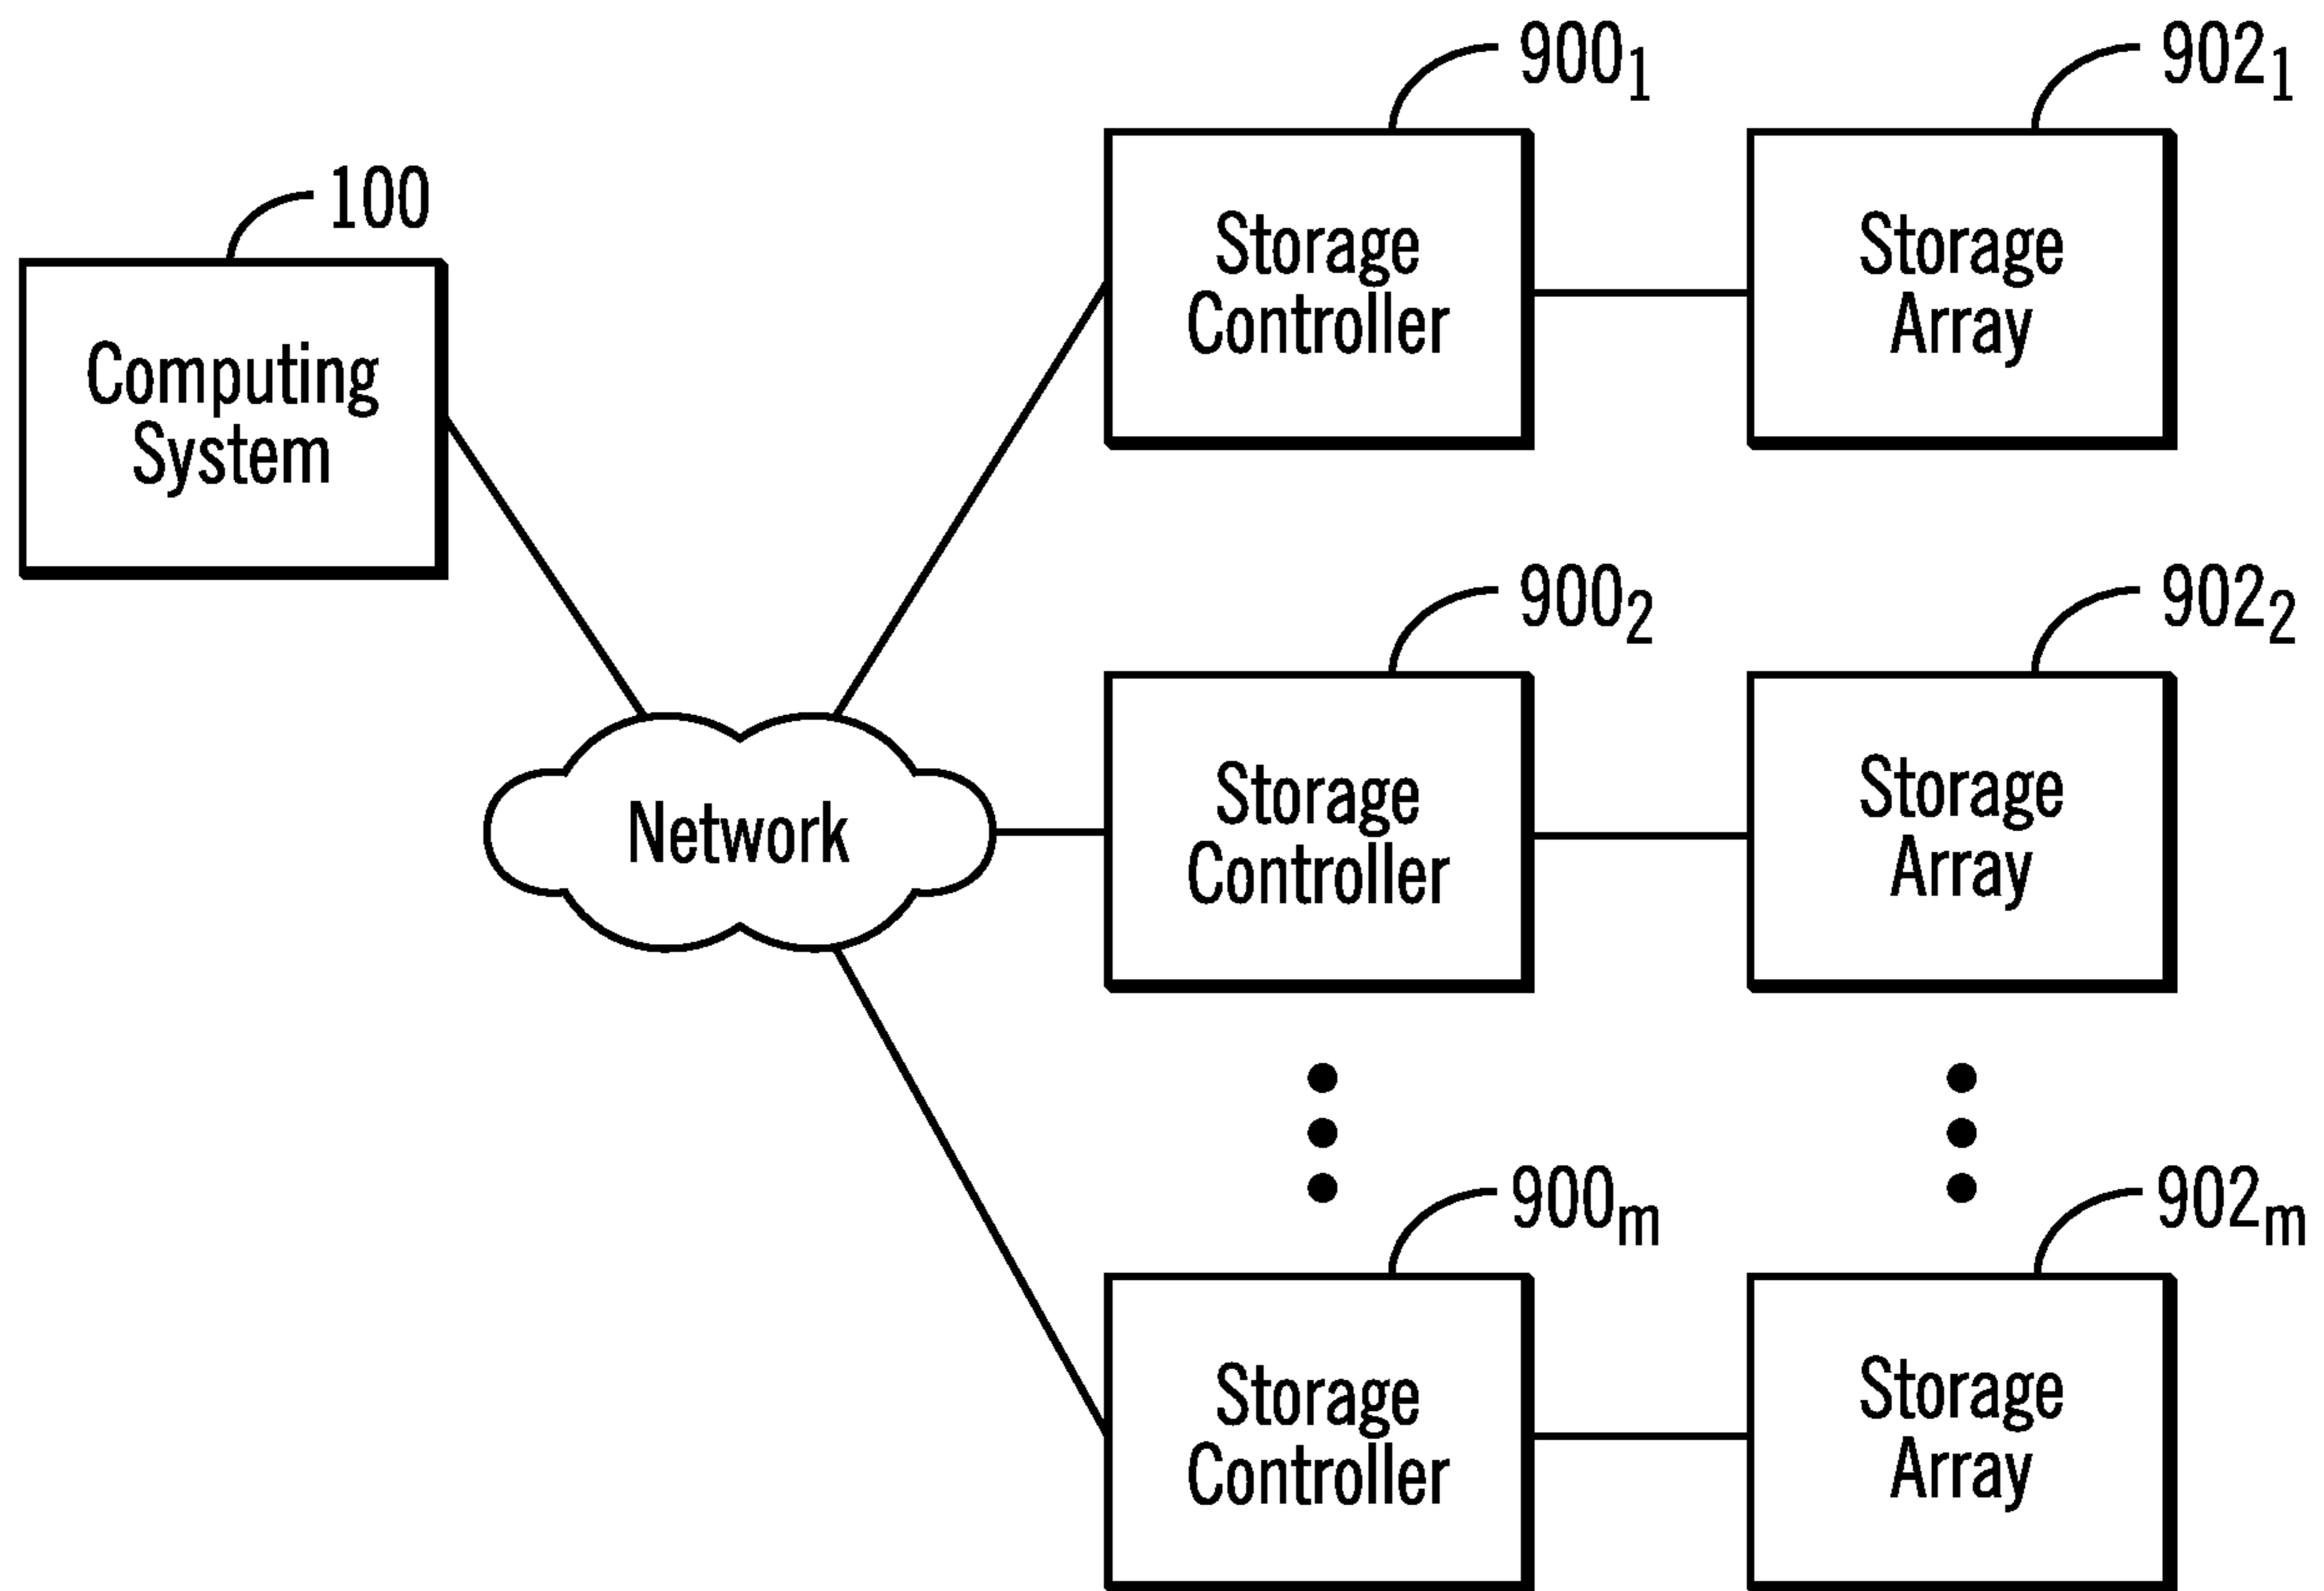 900₁
902₁
100
Storage
Controller
Storage
Array
Computing
System
900₂
902₂
Network
Storage
Controller
Storage
Array
900ₘ
902ₘ
Storage
Controller
Storage
Array